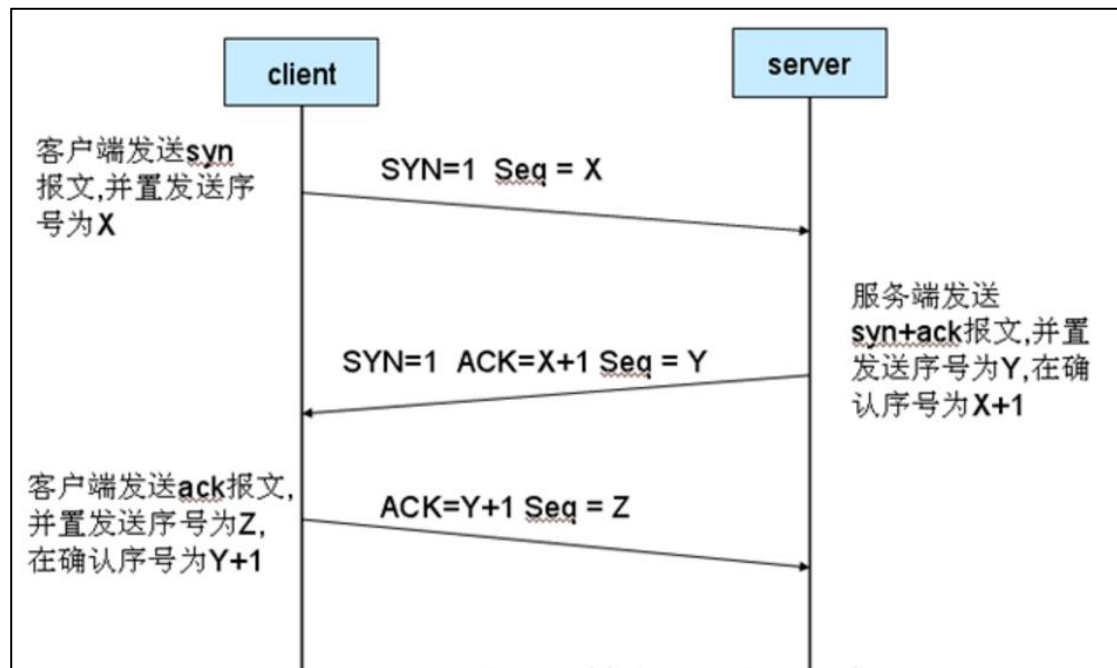 client
server
客户端发送syn
报文,并置发送序
号为X
SYN=1 Seq = X
服务端发送
syn+ack报文,并置
发送序号为Y,在确
认序号为X+1
SYN=1 ACK=X+1 Seq = Y
客户端发送ack报文,
并置发送序号为Z,
在确认序号为Y+1
ACK=Y+1 Seq = Z